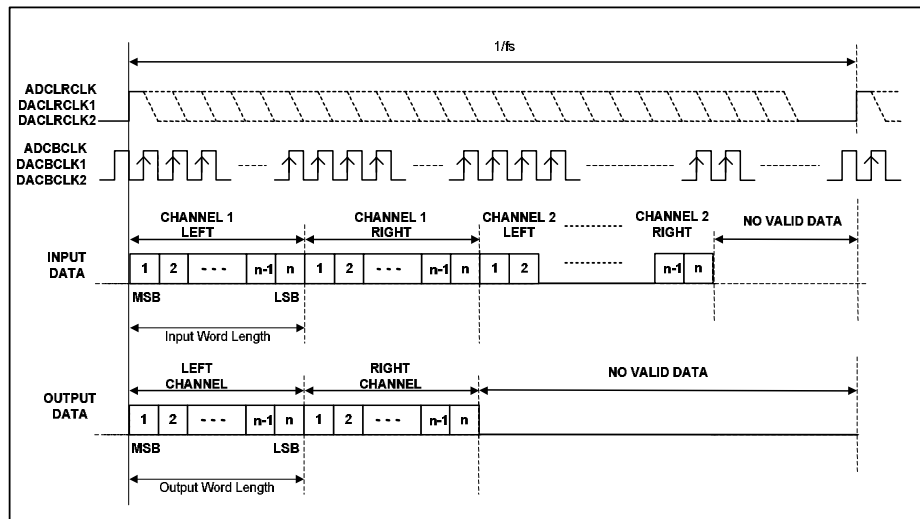 1/fs
ADCLRCLK
DACLRCLK1
DACLRCLK2
ADCBCLK
DACBCLK1
DACBCLK2
CHANNEL 1
LEFT
CHANNEL 1
RIGHT
CHANNEL 2
LEFT
CHANNEL 2
RIGHT
NO VALID DATA
INPUT
DATA
1 2 - - - n-1 n 1 2 - - - n-1 n 1 2 n-1 n
MSB LSB
Input Word Length
LEFT
CHANNEL
RIGHT
CHANNEL
NO VALID DATA
OUTPUT
DATA
1 2 - - - n-1 n 1 2 - - - n-1 n
MSB LSB
Output Word Length